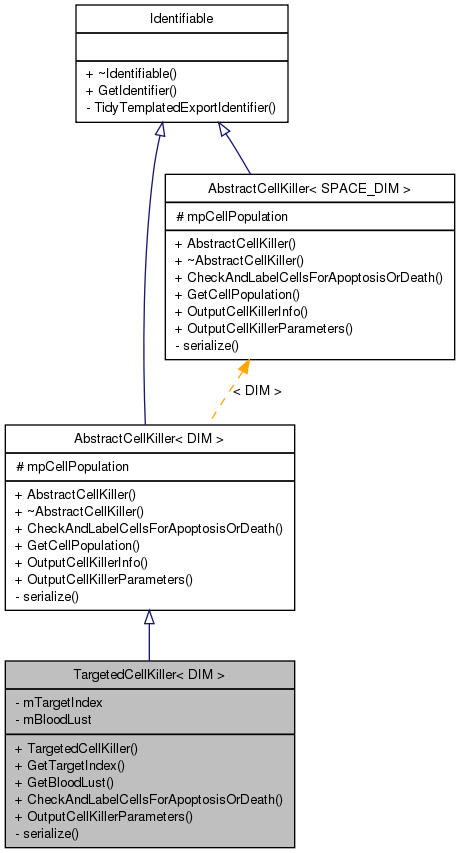 Identifiable
+ ~Identifiable()
+ GetIdentifier()
- TidyTemplatedExportIdentifier()
AbstractCellKiller< SPACE_DIM >
# mpCellPopulation
+ AbstractCellKiller()
+ ~AbstractCellKiller()
+ CheckAndLabelCellsForApoptosisOrDeath()
+ GetCellPopulation()
+ OutputCellKillerInfo()
+ OutputCellKillerParameters()
- serialize()
< DIM >
AbstractCellKiller< DIM >
# mpCellPopulation
+ AbstractCellKiller()
+ ~AbstractCellKiller()
+ CheckAndLabelCellsForApoptosisOrDeath()
+ GetCellPopulation()
+ OutputCellKillerInfo()
+ OutputCellKillerParameters()
- serialize()
TargetedCellKiller< DIM >
- mTargetIndex
- mBloodLust
+ TargetedCellKiller()
+ GetTargetIndex()
+ GetBloodLust()
+ CheckAndLabelCellsForApoptosisOrDeath()
+ OutputCellKillerParameters()
- serialize()